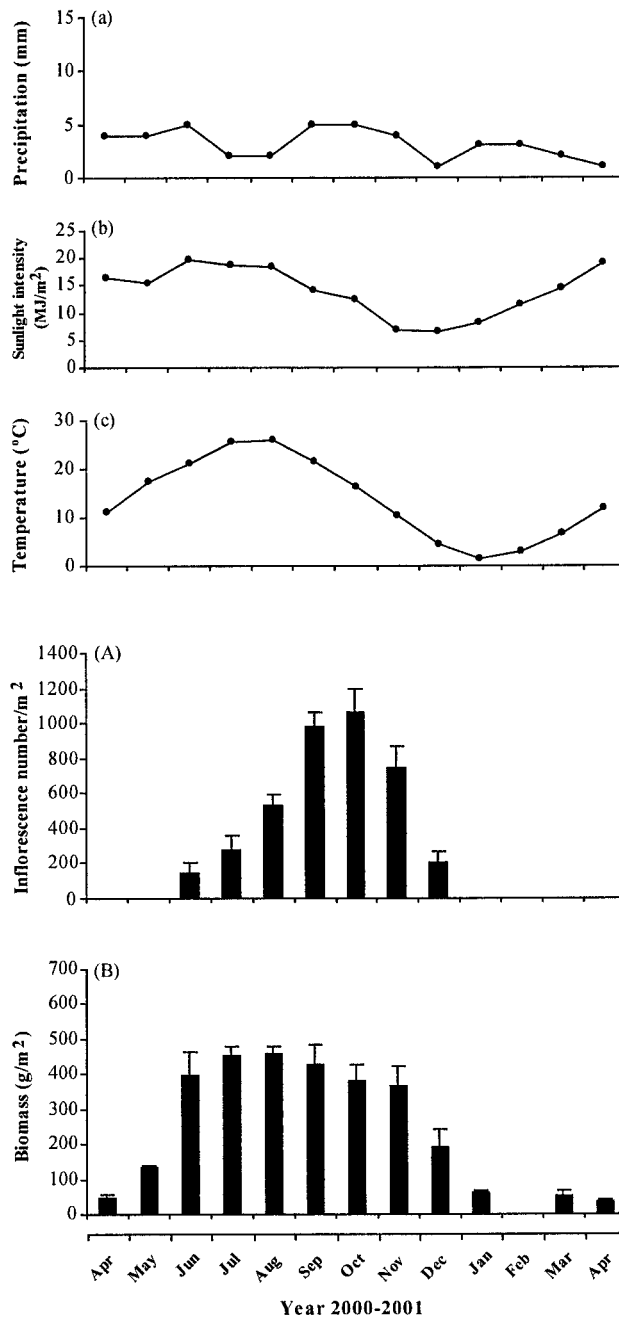 (a)
Precipitation (mm)
15
10
5
0
(b)
Sunlight intensity
(MJ/m²)
25
20
15
10
5
0
(c)
Temperature (°C)
30
20
10
0
(A)
Inflorescence number/m²
1400
1200
1000
800
600
400
200
0
(B)
Biomass (g/m²)
700
600
500
400
300
200
100
0
Apr May Jun Jul Aug Sep Oct Nov Dec Jan Feb Mar Apr
Year 2000-2001